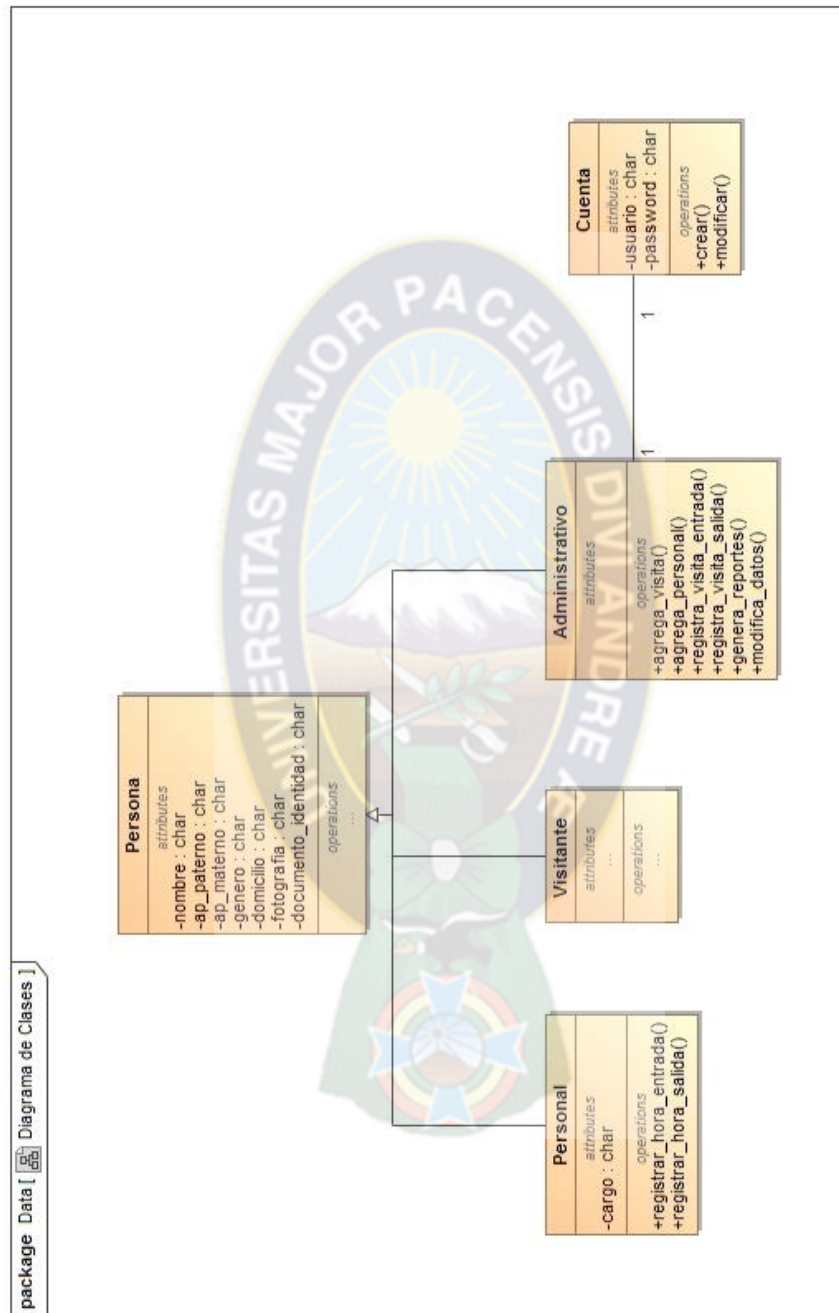 package Data [ Diagrama de Clases ]
Persona
attributes
-nombre : char
-ap_paterno : char
-ap_materno : char
-genero : char
-domicilio : char
-fotografia : char
-documento_identidad : char
operations
....
Personal
attributes
-cargo : char
operations
+registrar_hora_entrada()
+registrar_hora_salida()
Visitante
attributes
....
operations
....
Administrativo
attributes
operations
+agrega_visita()
+agrega_personal()
+registra_visita_entrada()
+registra_visita_salida()
+genera_reportes()
+modifica_datos()
1
1
Cuenta
attributes
-usuario : char
-password : char
operations
+crear()
+modificar()
UNIVERSITAS MAJOR PACENSIS DIVI ANDRE Æ